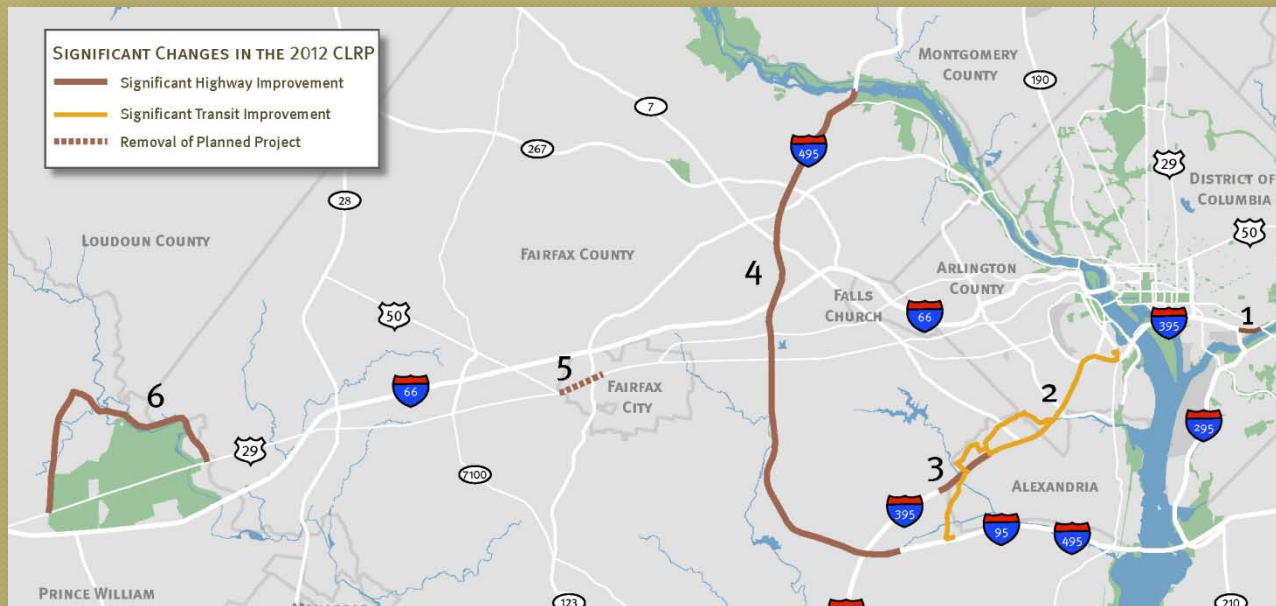 Significant Changes in the 2012 CLRP
Significant Highway Improvement
Significant Transit Improvement
Removal of Planned Project
Montgomery
County
190
7
495
267
29
District of
Columbia
28
50
Loudoun County
Fairfax County
4
Arlington
County
Falls
Church
66
395
1
50
5
Fairfax
City
66
2
6
295
29
3
7100
Alexandria
395
95
495
Prince William
123
210